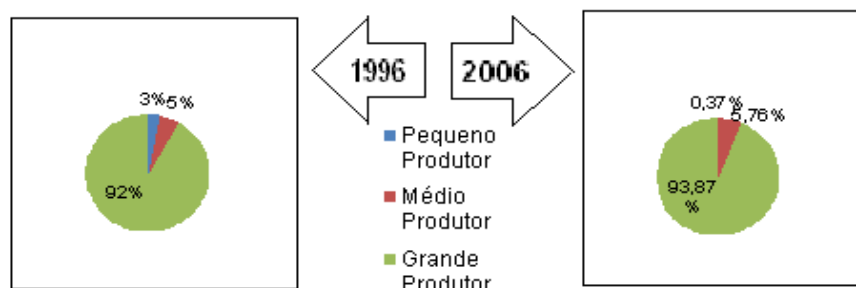 3% 5%
92%
1996
2006
Pequeno
Produtor
Médio
Produtor
Grande
Produtor
0,37%
5,76%
93,87
%